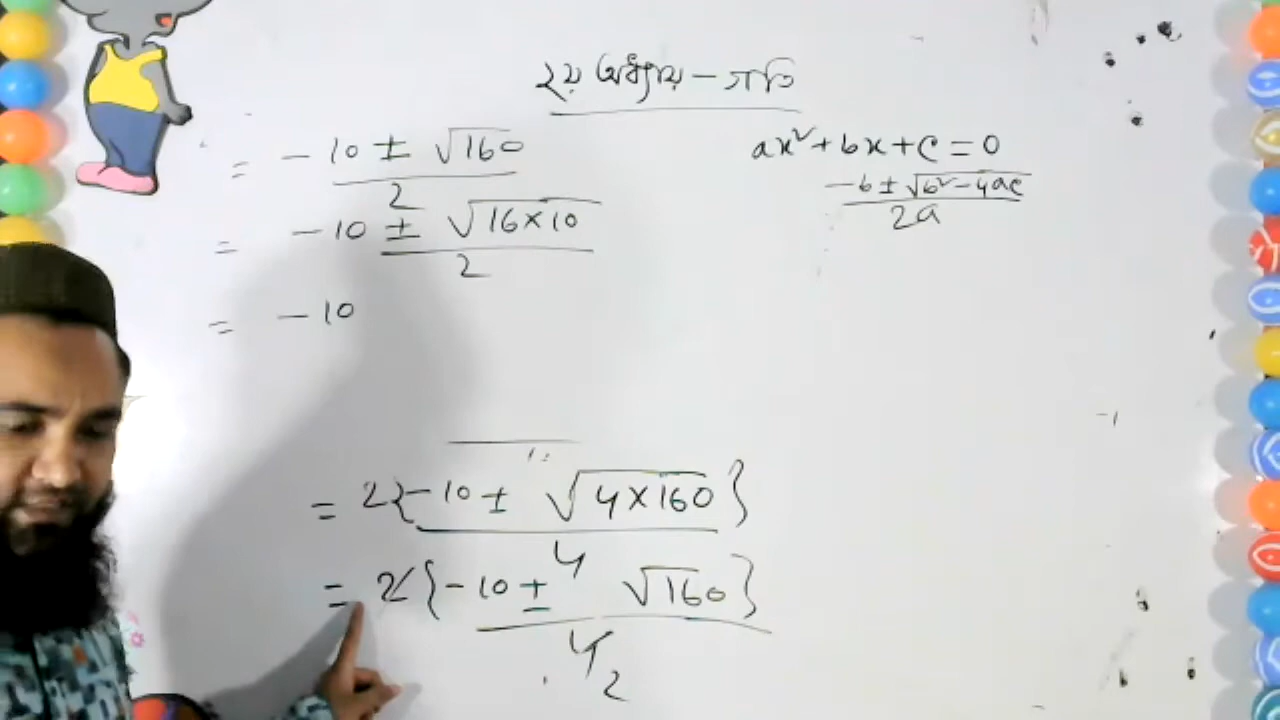 ২য় অধ্যায় – গতি
= -10 ± √160 / 2
= -10 ± √16×10 / 2
= -10
ax² + bx + c = 0
-b ± √b² - 4ac / 2a
= 2{-10 ± √4×160} / 4
= 2{-10 ± √160} / 4 2